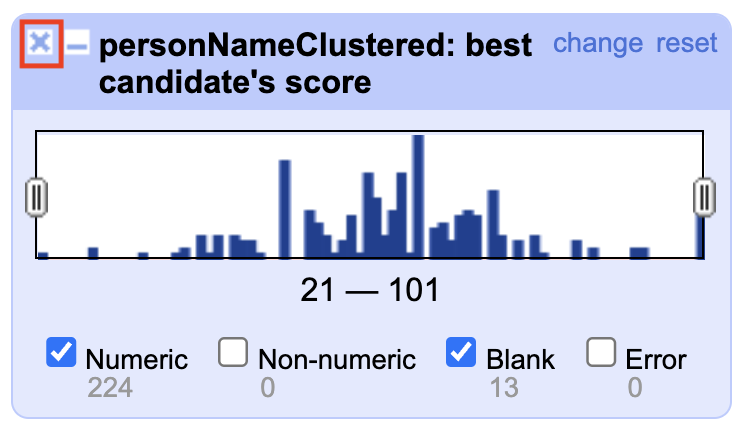 personNameClustered: best change reset
candidate's score
21 — 101
Numeric Non-numeric Blank Error
224 0 13 0